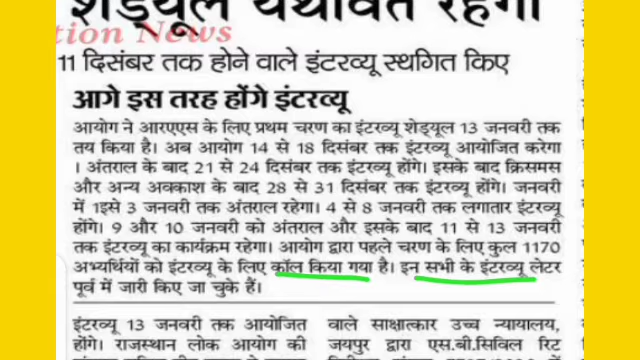 शेड्यूल यथावत रहेगा
tion News
11 दिसंबर तक होने वाले इंटरव्यू स्थगित किए
आगे इस तरह होंगे इंटरव्यू
आयोग ने आरएएस के लिए प्रथम चरण का इंटरव्यू शेड्यूल 13 जनवरी तक
तय किया है। अब आयोग 14 से 18 दिसंबर तक इंटरव्यू आयोजित करेगा
। अंतराल के बाद 21 से 24 दिसंबर तक इंटरव्यू होंगे। इसके बाद क्रिसमस
और अन्य अवकाश के बाद 28 से 31 दिसंबर तक इंटरव्यू होंगे। जनवरी
में 1इसे 3 जनवरी तक अंतराल रहेगा। 4 से 8 जनवरी तक लगातार इंटरव्यू
होंगे। 9 और 10 जनवरी को अंतराल और इसके बाद 11 से 13 जनवरी
तक इंटरव्यू का कार्यक्रम रहेगा। आयोग द्वारा पहले चरण के लिए कुल 1170
अभ्यर्थियों को इंटरव्यू के लिए कॉल किया गया है। इन सभी के इंटरव्यू लेटर
पूर्व में जारी किए जा चुके हैं।
इंटरव्यू 13 जनवरी तक आयोजित
होंगे। राजस्थान लोक आयोग की
वाले साक्षात्कार उच्च न्यायालय,
जयपुर द्वारा एस.बी.सिविल रिट